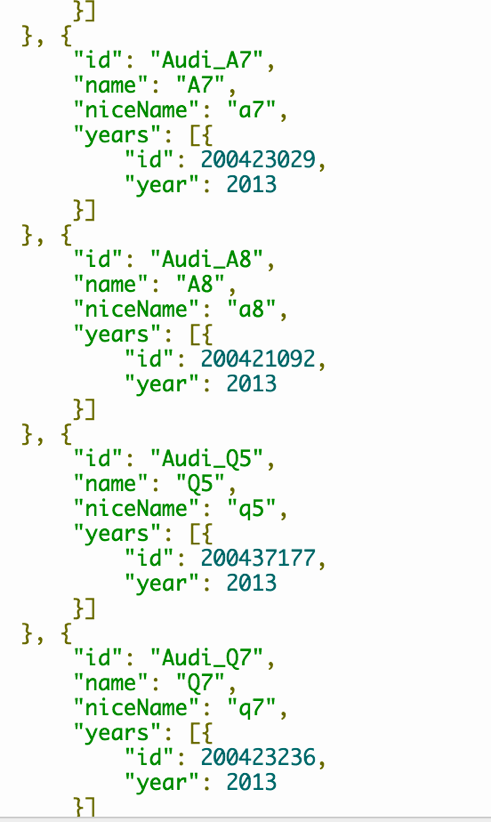 }]
}, {
"id": "Audi_A7",
"name": "A7",
"niceName": "a7",
"years": [{
"id": 200423029,
"year": 2013
}]
}, {
"id": "Audi_A8",
"name": "A8",
"niceName": "a8",
"years": [{
"id": 200421092,
"year": 2013
}]
}, {
"id": "Audi_Q5",
"name": "Q5",
"niceName": "q5",
"years": [{
"id": 200437177,
"year": 2013
}]
}, {
"id": "Audi_Q7",
"name": "Q7",
"niceName": "q7",
"years": [{
"id": 200423236,
"year": 2013
}]